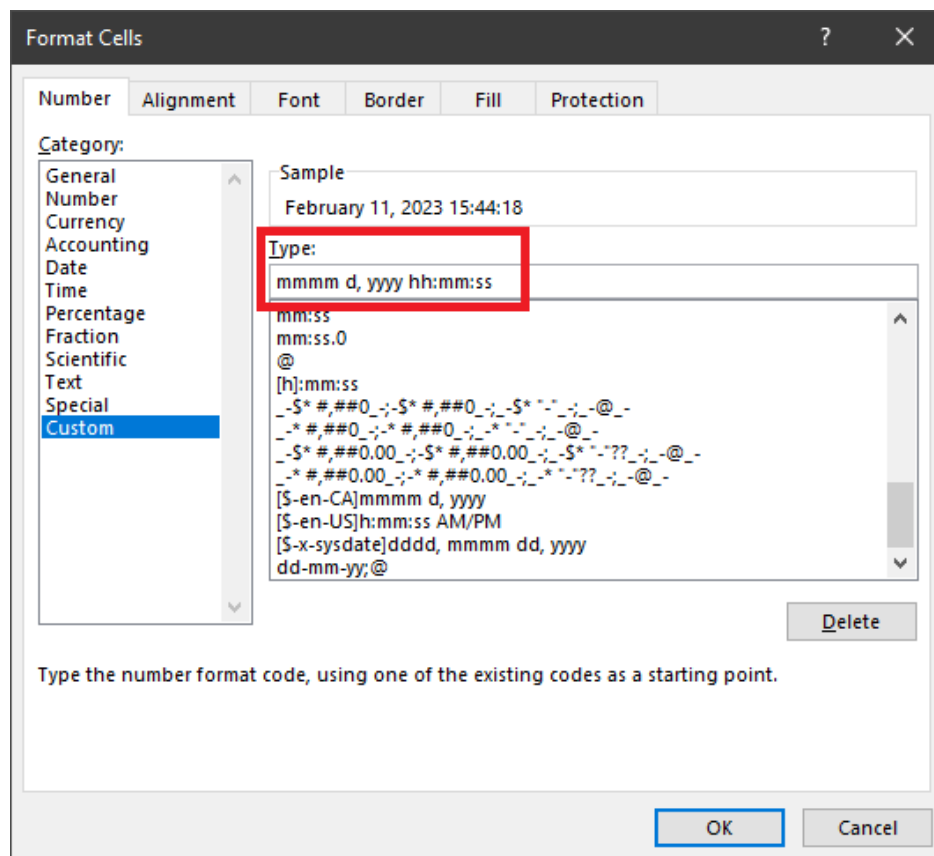 Format Cells ? ×
Number Alignment Font Border Fill Protection
Category:
General
Number
Currency
Accounting
Date
Time
Percentage
Fraction
Scientific
Text
Special
Custom
Sample
February 11, 2023 15:44:18
Type:
mmmm d, yyyy hh:mm:ss
mm:ss
mm:ss.0
@
[h]:mm:ss
_-$* #,##0_-;-$* #,##0_-;_-$* "-"_-;_-@_-
_-* #,##0_-;-* #,##0_-;_-* "-"_-;_-@_-
_-$* #,##0.00_-;-$* #,##0.00_-;_-$* "-"??_-;_-@_-
_-* #,##0.00_-;-* #,##0.00_-;_-* "-"??_-;_-@_-
[$-en-CA]mmmm d, yyyy
[$-en-US]h:mm:ss AM/PM
[$-x-sysdate]dddd, mmmm dd, yyyy
dd-mm-yy;@
Delete
Type the number format code, using one of the existing codes as a starting point.
OK Cancel